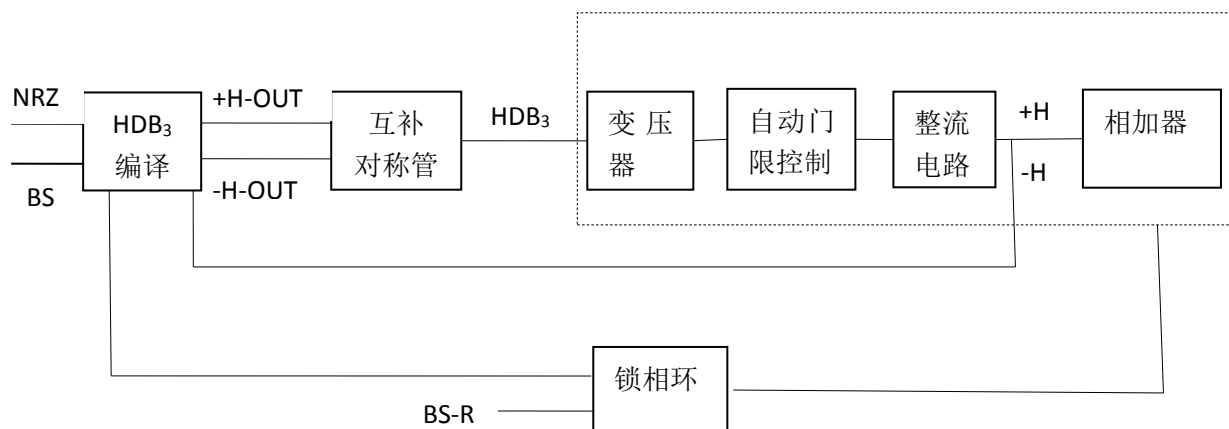 NRZ
BS
HDB₃
编译
+H-OUT
-H-OUT
互补
对称管
HDB₃
变压
器
自动门
限控制
整流
电路
+H
-H
相加器
锁相环
BS-R